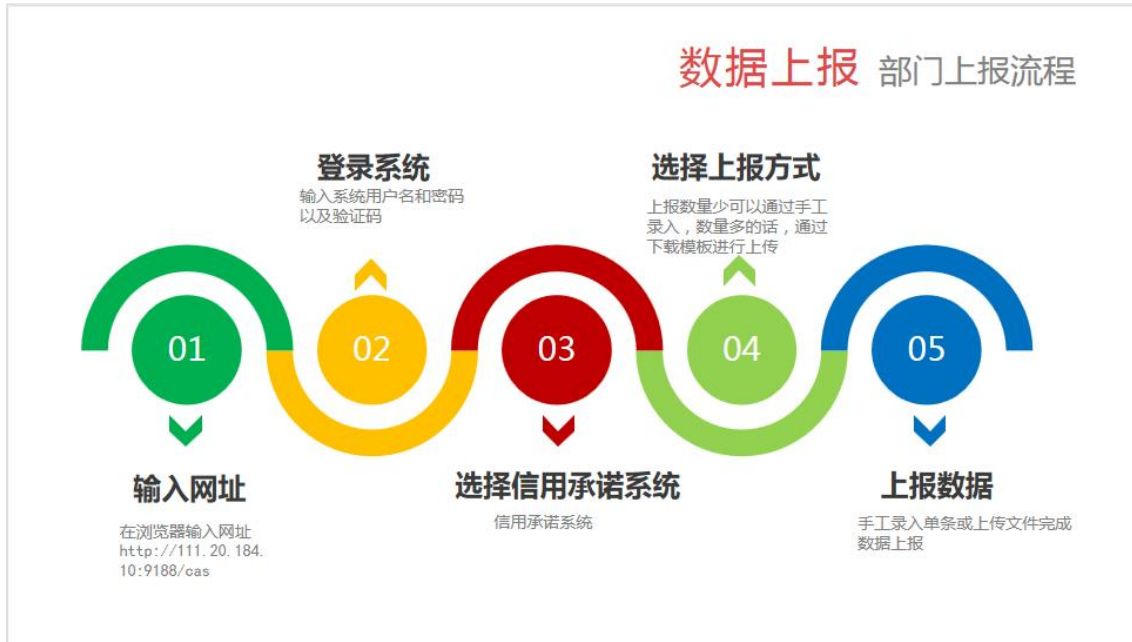 数据上报 部门上报流程
登录系统
输入系统用户名和密码
以及验证码
选择上报方式
上报数量少可以通过手工
录入，数量多的话，通过
下载模板进行上传
01
02
03
04
05
输入网址
在浏览器输入网址
http://111.20.184.
10:9188/cas
选择信用承诺系统
信用承诺系统
上报数据
手工录入单条或上传文件完成
数据上报